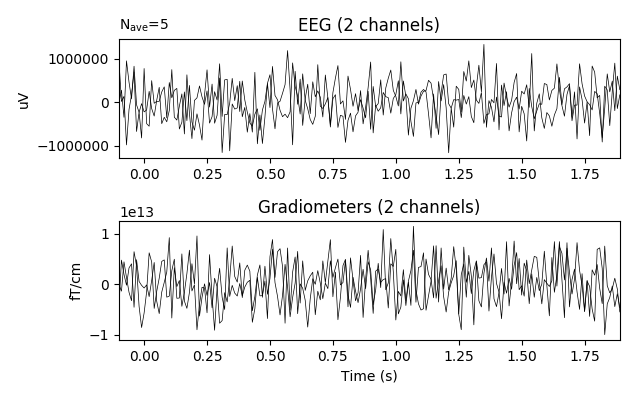 N_ave=5
EEG (2 channels)
1000000
0
−1000000
uV
0.00 0.25 0.50 0.75 1.00 1.25 1.50 1.75
Gradiometers (2 channels)
1e13
1
0
−1
fT/cm
0.00 0.25 0.50 0.75 1.00 1.25 1.50 1.75
Time (s)